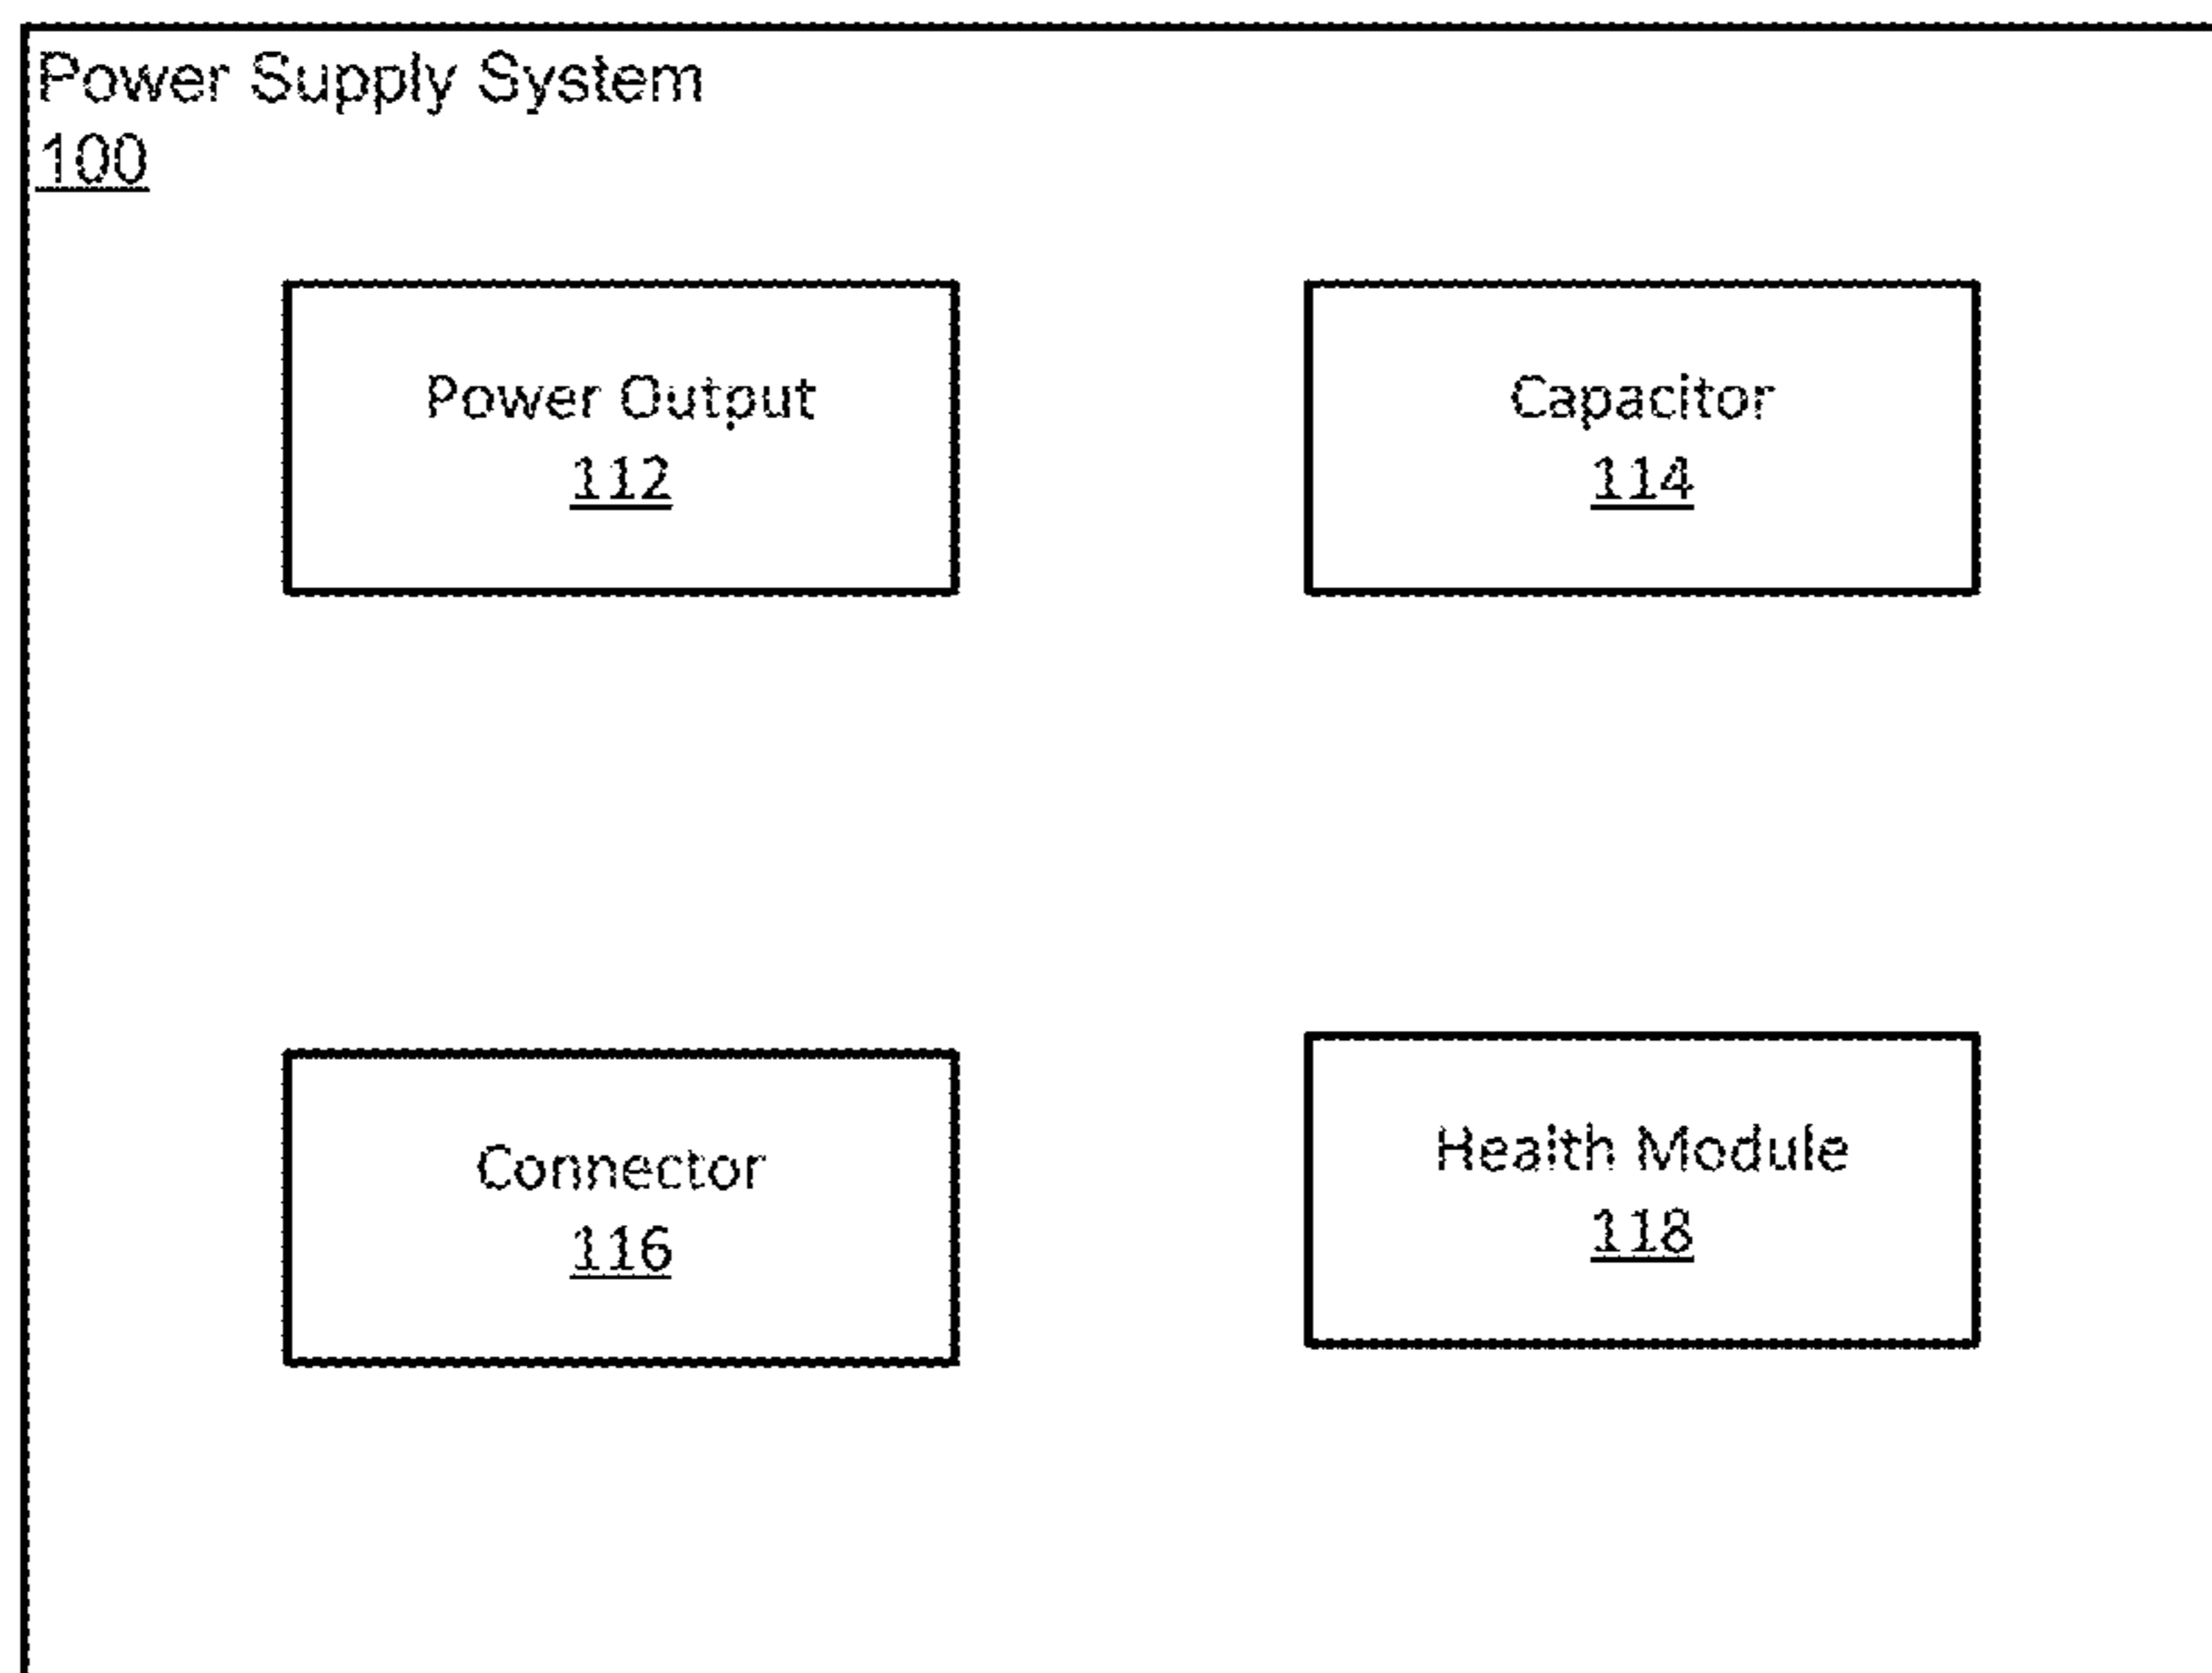 Power Supply System
100
Power Output
112
Capacitor
114
Connector
116
Health Module
118